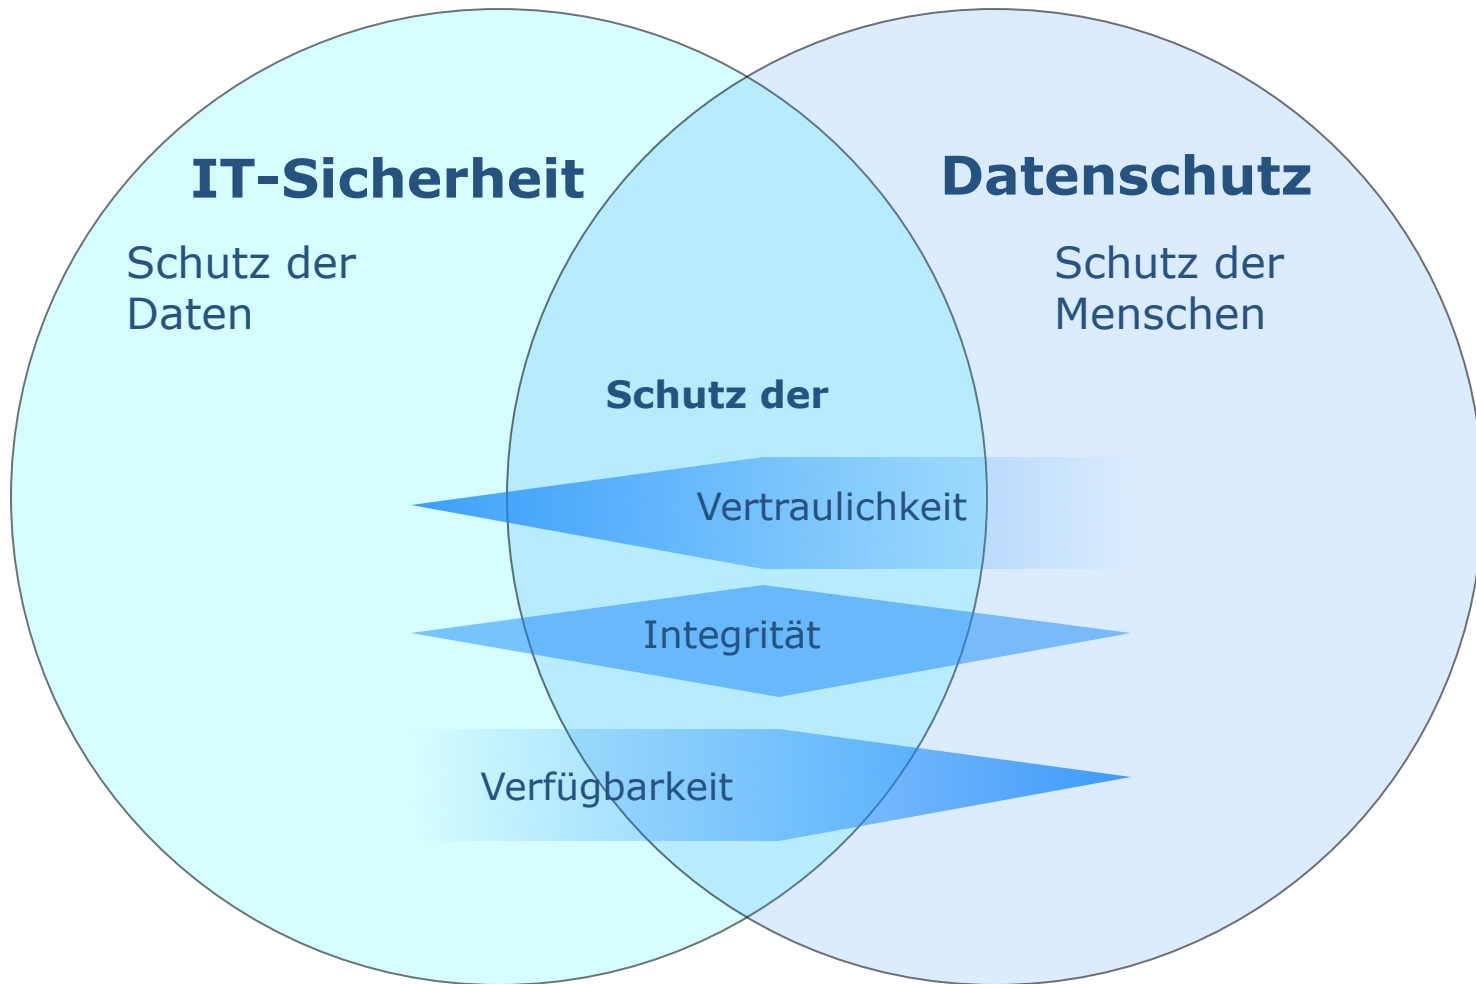 IT-Sicherheit
Schutz der
Daten
Datenschutz
Schutz der
Menschen
Schutz der
Vertraulichkeit
Integrität
Verfügbarkeit